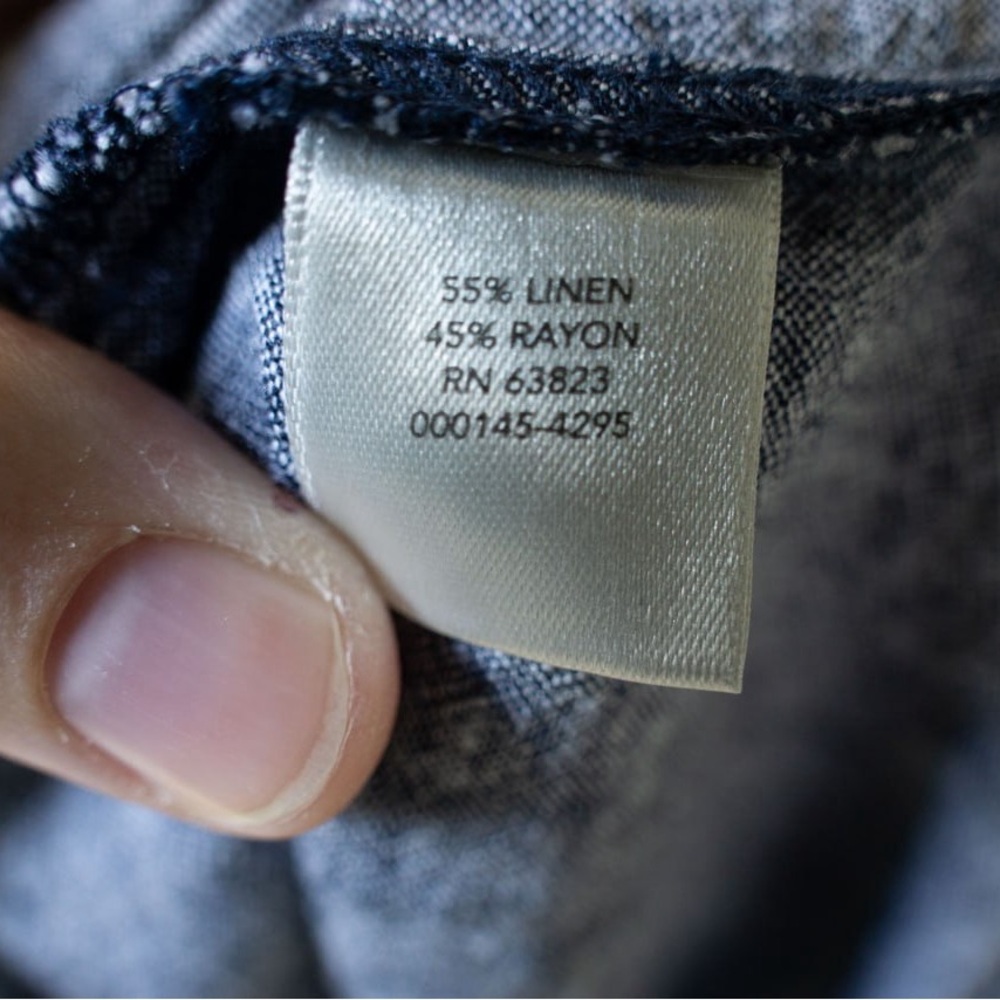 55% LINEN
45% RAYON
RN 63823
000145-4295